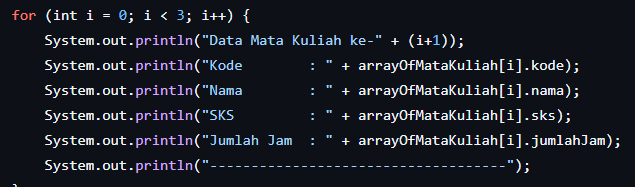 for (int i = 0; i < 3; i++) {
    System.out.println("Data Mata Kuliah ke-" + (i+1));
    System.out.println("Kode        : " + arrayOfMataKuliah[i].kode);
    System.out.println("Nama        : " + arrayOfMataKuliah[i].nama);
    System.out.println("SKS         : " + arrayOfMataKuliah[i].sks);
    System.out.println("Jumlah Jam  : " + arrayOfMataKuliah[i].jumlahJam);
    System.out.println("------------------------------------");